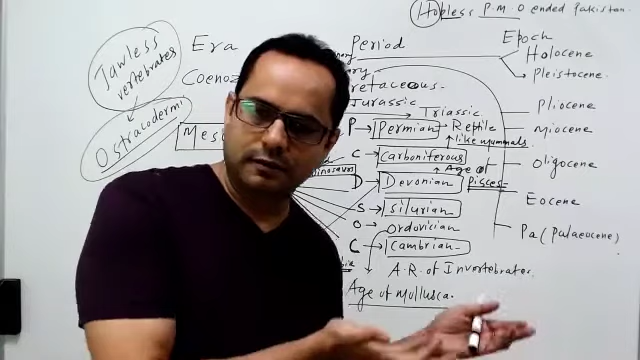 Hopless P.M.O ended Pakistan.
Jawless
vertebrates
Ostracodermi
Era
Coenoz
Mes
Period
Epoch
Holocene
Pleistocene
Pliocene
Miocene
Oligocene
Eocene
Pa (Palaeocene)
retaceous
Jurassic
Triassic
P Permian Reptile
like mammals
C Carboniferous
Age of
Dinosaurs
D Devonian Pisces
S Silurian
O Ordovician
C Cambrian
A.R. of Invertebrates
Age of Mollusca.